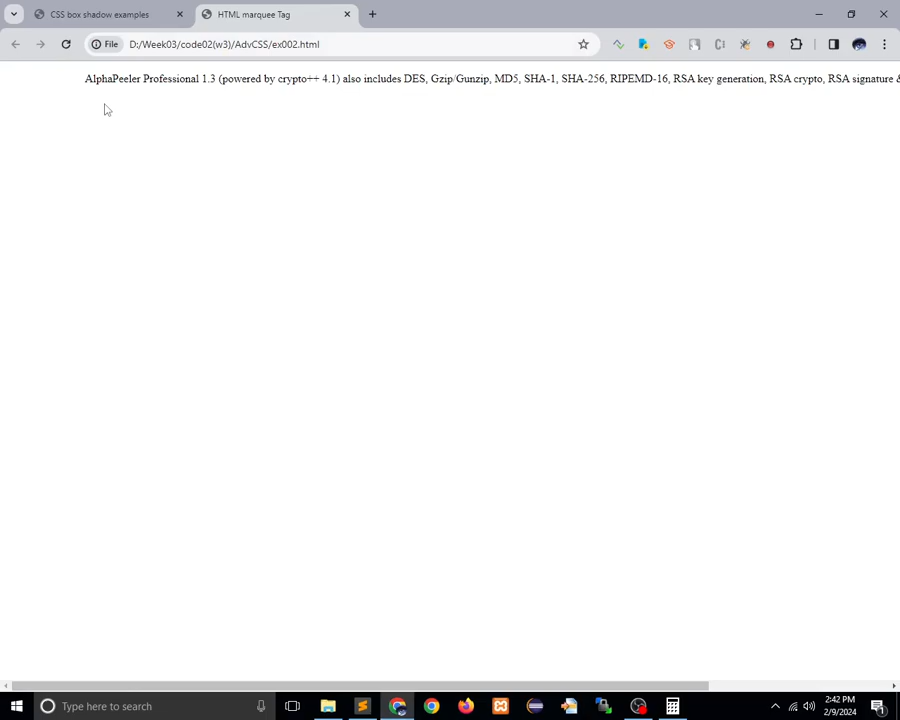 CSS box shadow examples
HTML marquee Tag
File
D:/Week03/code02(w3)/AdvCSS/ex002.html
AlphaPeeler Professional 1.3 (powered by crypto++ 4.1) also includes DES, Gzip/Gunzip, MD5, SHA-1, SHA-256, RIPEMD-16, RSA key generation, RSA crypto, RSA signature &
Type here to search
2:42 PM
2/9/2024
1